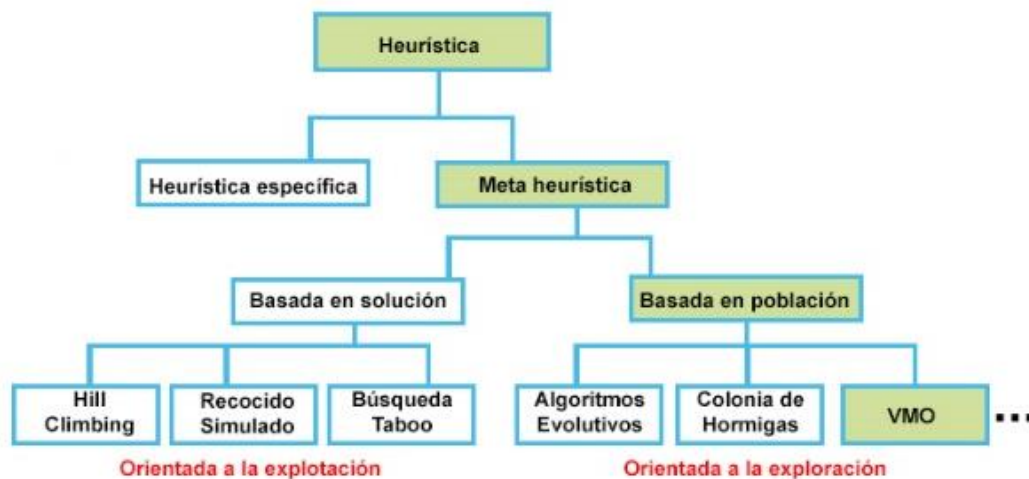 Heurística
Heurística específica
Meta heurística
Basada en solución
Basada en población
Hill
Climbing
Recocido
Simulado
Búsqueda
Taboo
Algoritmos
Evolutivos
Colonia de
Hormigas
VMO
...
Orientada a la explotación
Orientada a la exploración